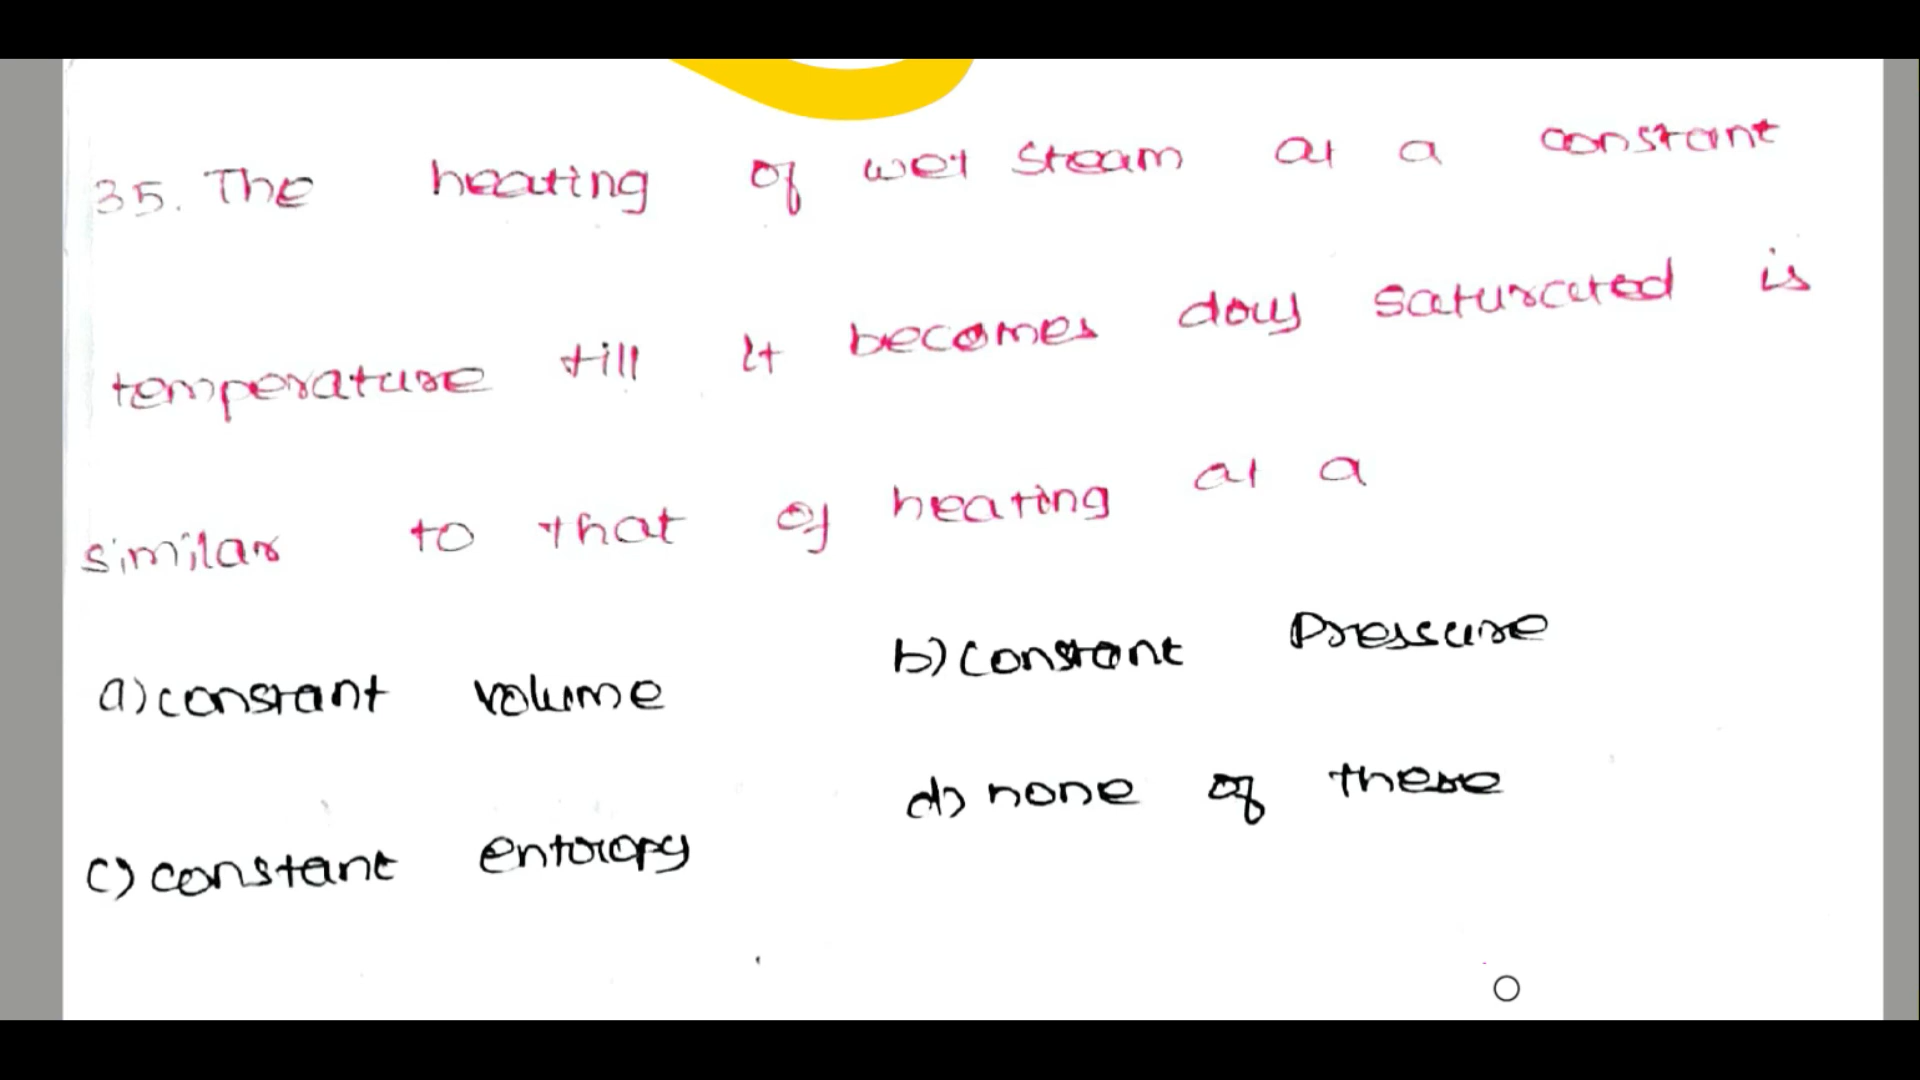 35. The heating of wet steam at a constant
temperature till it becomes dry saturated is
similar to that of heating at a
a) constant volume b) constant pressure
c) constant entropy d) none of these